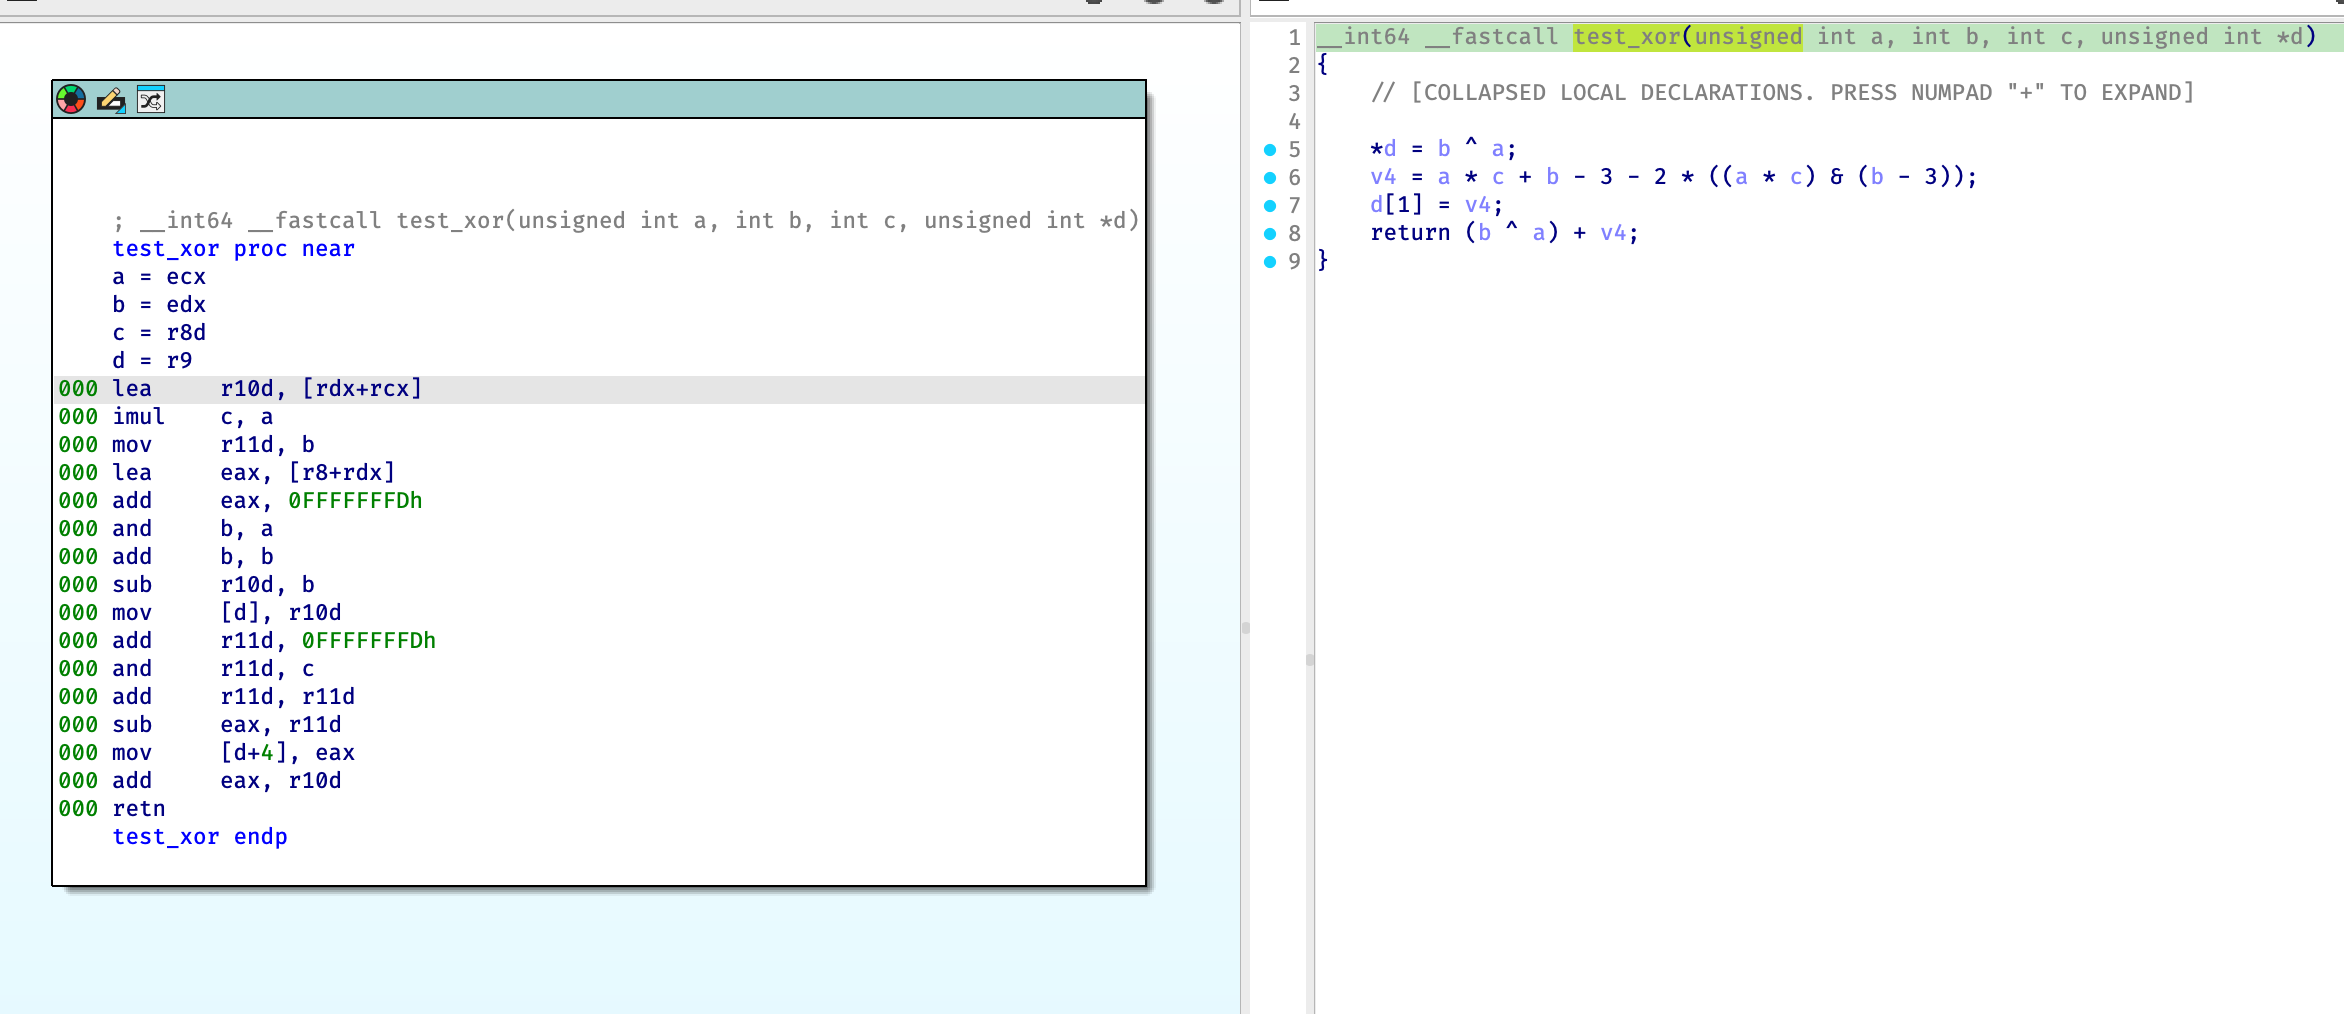 ; __int64 __fastcall test_xor(unsigned int a, int b, int c, unsigned int *d)
test_xor proc near
a = ecx
b = edx
c = r8d
d = r9
000 lea     r10d, [rdx+rcx]
000 imul    c, a
000 mov     r11d, b
000 lea     eax, [r8+rdx]
000 add     eax, 0FFFFFFFDh
000 and     b, a
000 add     b, b
000 sub     r10d, b
000 mov     [d], r10d
000 add     r11d, 0FFFFFFFDh
000 and     r11d, c
000 add     r11d, r11d
000 sub     eax, r11d
000 mov     [d+4], eax
000 add     eax, r10d
000 retn
test_xor endp
1 __int64 __fastcall test_xor(unsigned int a, int b, int c, unsigned int *d)
2 {
3     // [COLLAPSED LOCAL DECLARATIONS. PRESS NUMPAD "+" TO EXPAND]
4
5     *d = b ^ a;
6     v4 = a * c + b - 3 - 2 * ((a * c) & (b - 3));
7     d[1] = v4;
8     return (b ^ a) + v4;
9 }